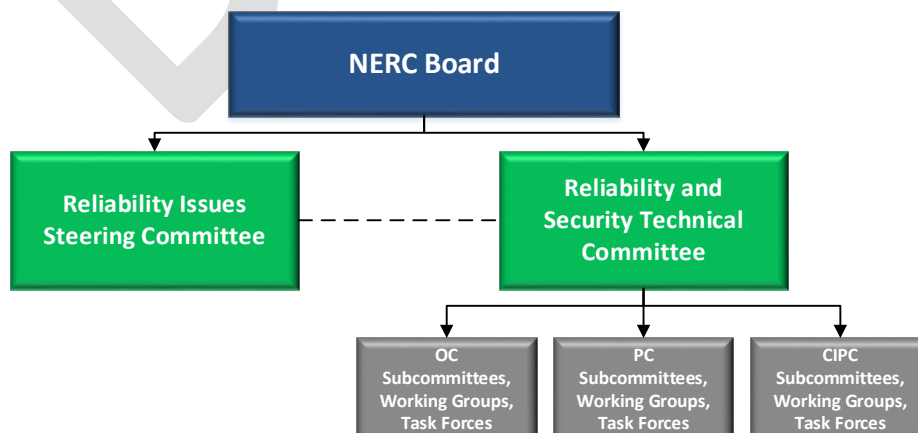 NERC Board
Reliability Issues
Steering Committee
Reliability and
Security Technical
Committee
OC
Subcommittees,
Working Groups,
Task Forces
PC
Subcommittees,
Working Groups,
Task Forces
CIPC
Subcommittees,
Working Groups,
Task Forces